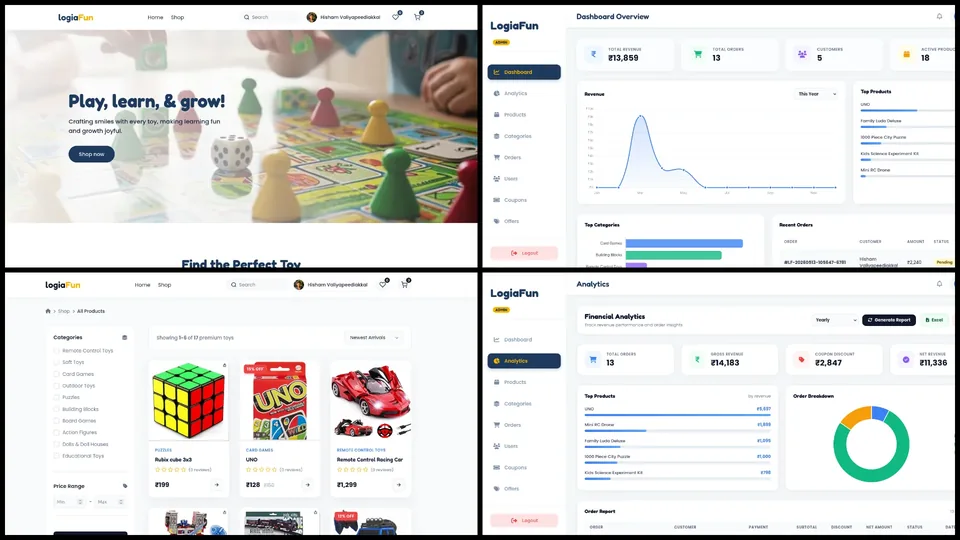 logiaFun
Home Shop
Search
Hisham Valiyapeediakkal
Play, learn, & grow!
Crafting smiles with every toy, making learning fun
and growth joyful.
Shop now
Find the Perfect Toy
LogiaFun
ADMIN
Dashboard
Analytics
Products
Categories
Orders
Users
Coupons
Offers
Logout
Dashboard Overview
TOTAL REVENUE
₹13,859
TOTAL ORDERS
13
CUSTOMERS
5
ACTIVE PRODU
18
Revenue
This Year
Top Products
UNO
Family Ludo Deluxe
1000 Piece City Puzzle
Kids Science Experiment Kit
Mini RC Drone
Top Categories
Card Games
Building Blocks
Recent Orders
ORDER CUSTOMER AMOUNT STATUS
Hisham
₹2,240
Pending
logiaFun
Home Shop
Search
Hisham Valiyapeediakkal
Shop > All Products
Categories
Remote Control Toys
Soft Toys
Card Games
Outdoor Toys
Puzzles
Building Blocks
Board Games
Action Figures
Dolls & Doll Houses
Educational Toys
Price Range
Min - Max
Showing 1-8 of 17 premium toys
Newest Arrivals
PUZZLES
Rubix cube 3x3
(0 reviews)
₹199
UNO
CARD GAMES
UNO
₹128
REMOTE CONTROL TOYS
Remote Control Racing Car
(0 reviews)
₹1,299
LogiaFun
ADMIN
Dashboard
Analytics
Products
Categories
Orders
Users
Coupons
Offers
Logout
Analytics
Financial Analytics
Track revenue performance and order insights
Yearly
Generate Report
Excel
TOTAL ORDERS
13
GROSS REVENUE
₹14,183
COUPON DISCOUNT
₹2,847
NET REVENUE
₹11,336
Top Products
by revenue
UNO
Mini RC Drone
Family Ludo Deluxe
1000 Piece City Puzzle
Kids Science Experiment Kit
Order Breakdown
Order Report
ORDER CUSTOMER PAYMENT SUBTOTAL DISCOUNT NET AMOUNT STATUS DATE